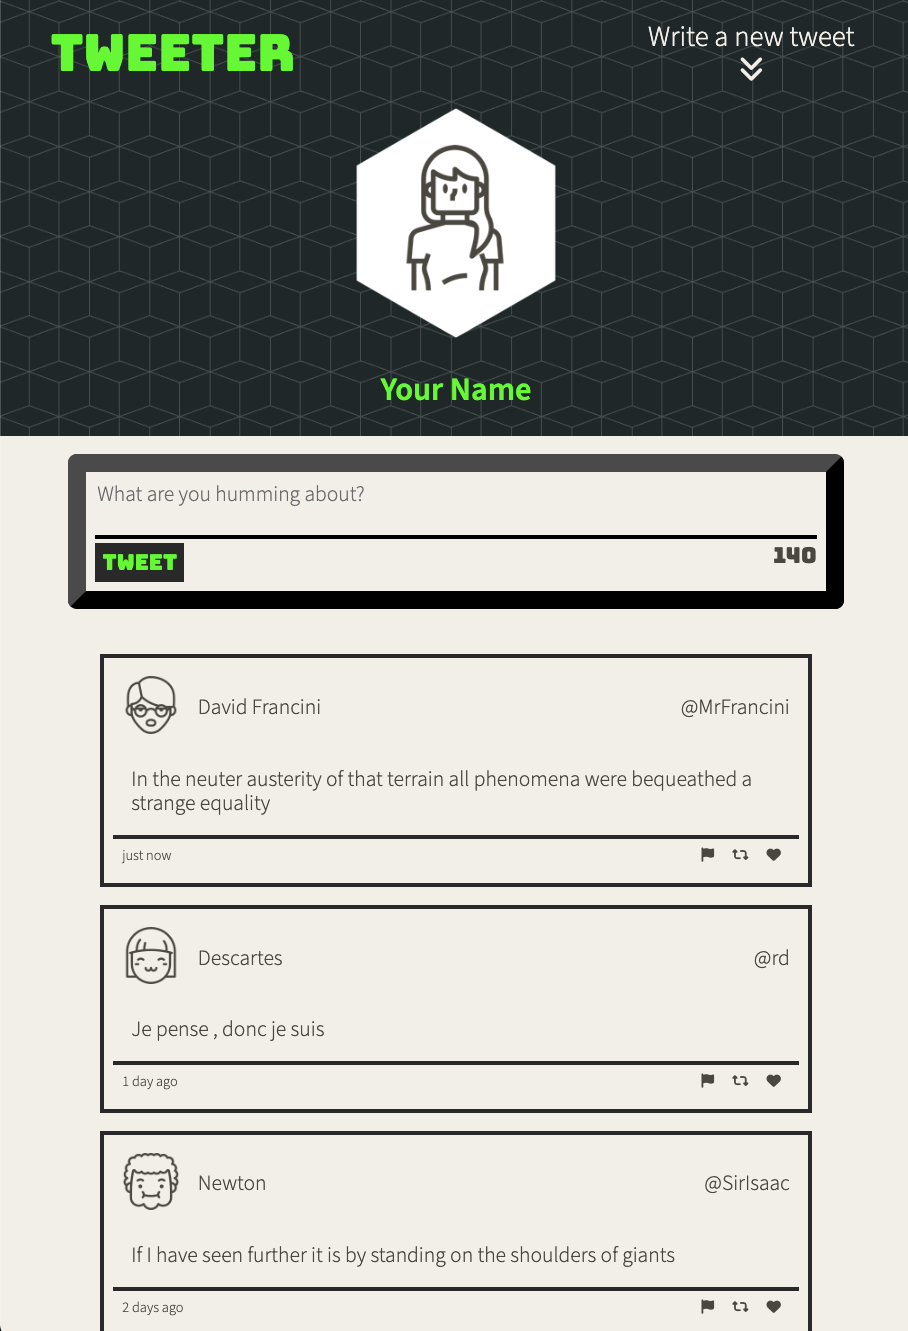 TWEETER
Write a new tweet
Your Name
What are you humming about?
TWEET
140
David Francini
@MrFrancini
In the neuter austerity of that terrain all phenomena were bequeathed a
strange equality
just now
Descartes
@rd
Je pense , donc je suis
1 day ago
Newton
@SirIsaac
If I have seen further it is by standing on the shoulders of giants
2 days ago